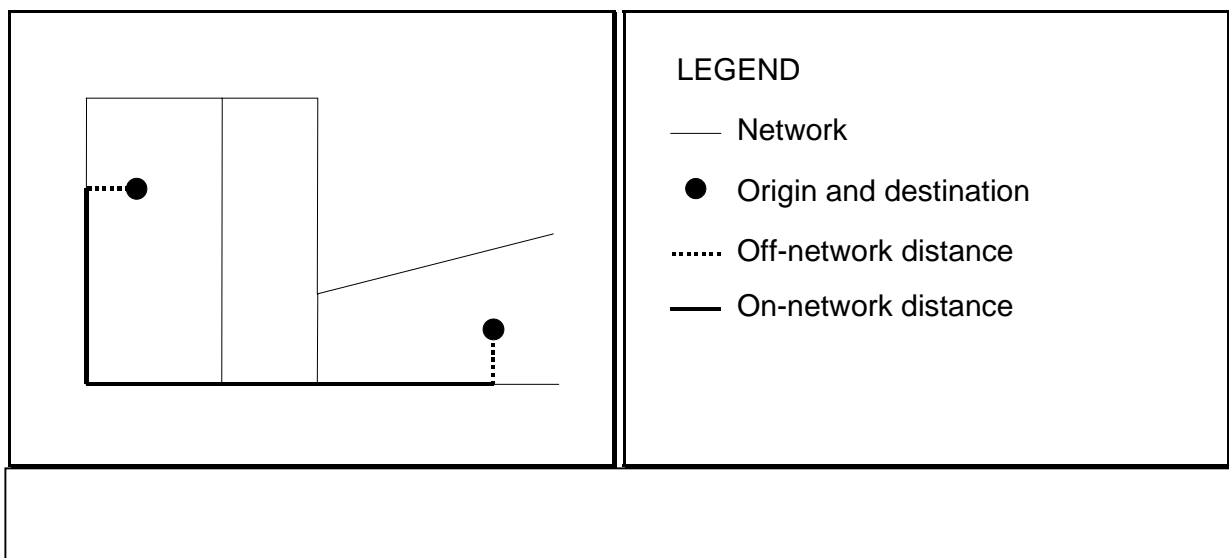 LEGEND
Network
Origin and destination
Off-network distance
On-network distance